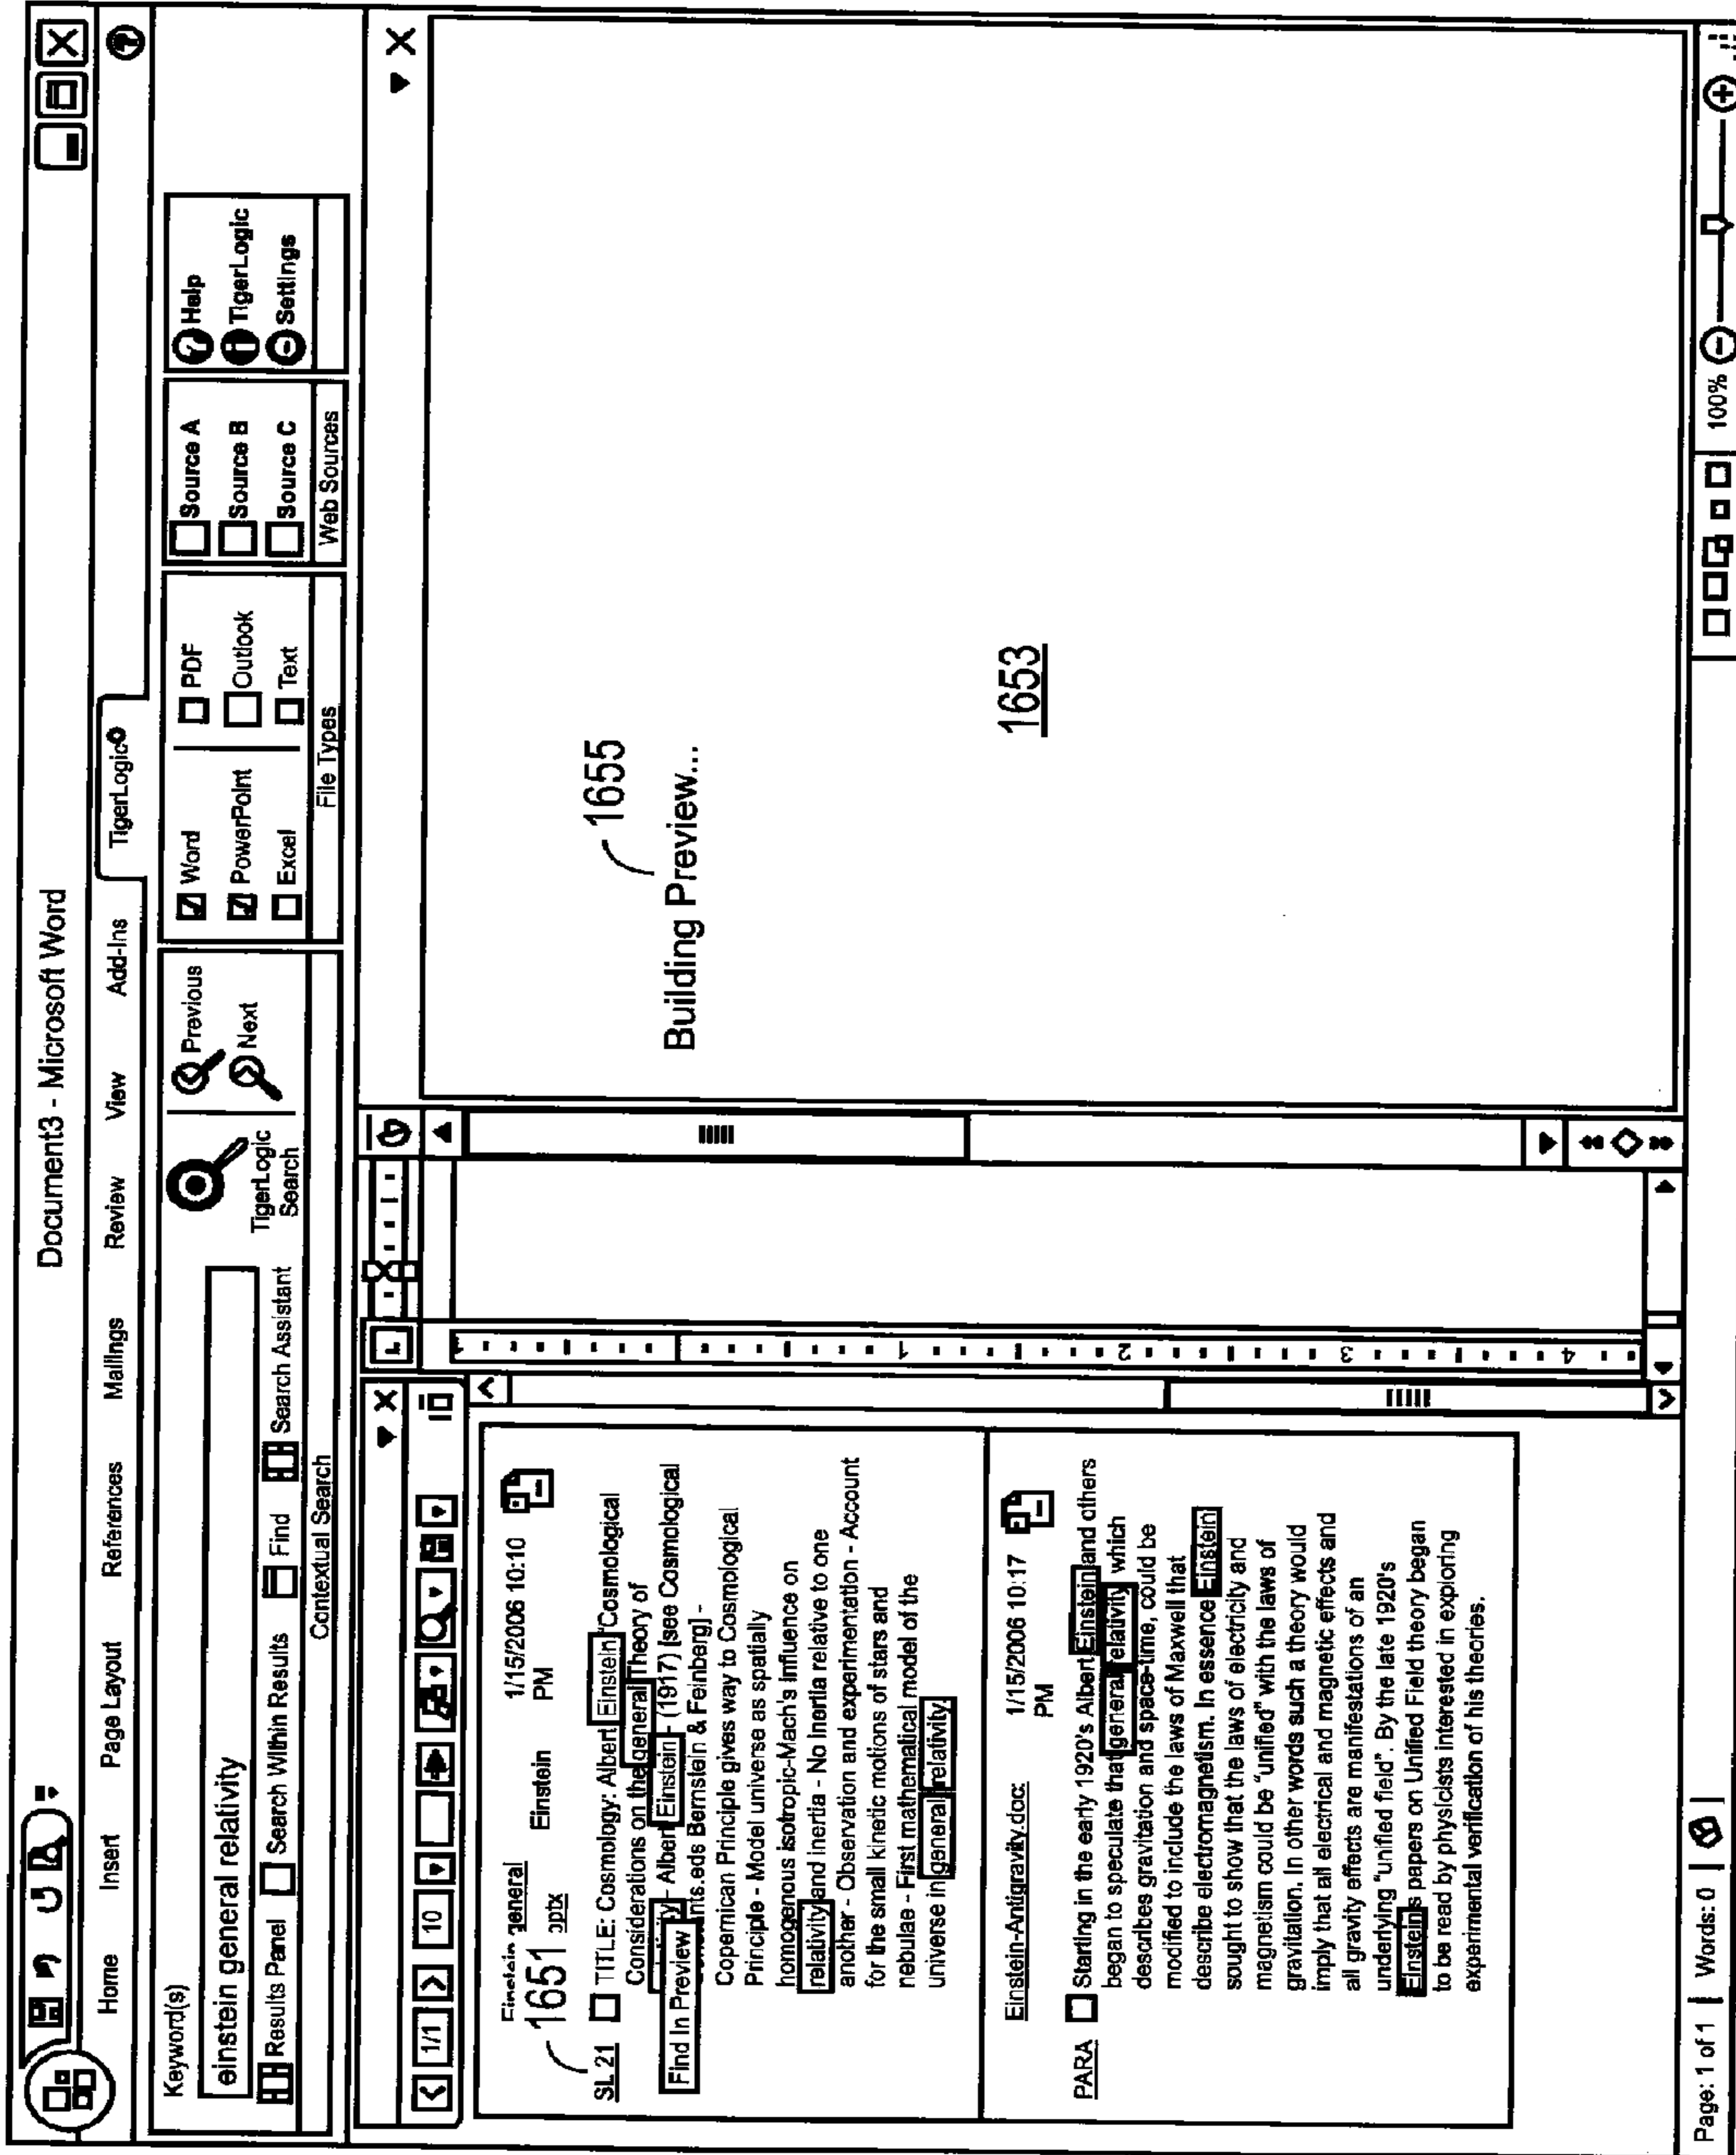 Document3 - Microsoft Word
Home Insert Page Layout References Mailings Review View Add-Ins TigerLogic
Keyword(s)
einstein general relativity
Results Panel Search Within Results Find Search Assistant
TigerLogic
Search
Previous
Next
Contextual Search
Word
PowerPoint
Excel
PDF
Outlook
Text
File Types
Source A
Source B
Source C
Web Sources
Help
TigerLogic
Settings
1/1 10
general Einstein 1/15/2006 10:10
PM
1651 pptx
SL 21 TITLE: Cosmology: Albert Einstein "Cosmological
Considerations on the general Theory of
- Albert Einstein - (1917) [see Cosmological
Find In Preview .eds Bernstein & Feinberg] -
Copernican Principle gives way to Cosmological
Principle - Model universe as spatially
homogenous isotropic-Mach's Influence on
relativity and inertia - No Inertia relative to one
another - Observation and experimentation - Account
for the small kinetic motions of stars and
nebulae -- First mathematical model of the
universe in general relativity.
Einstein-Antigravity.doc: 1/15/2006 10:17
PM
PARA Starting in the early 1920's Albert Einstein and others
began to speculate that general relativity, which
describes gravitation and space-time, could be
modified to include the laws of Maxwell that
describe electromagnetism. In essence Einstein
sought to show that the laws of electricity and
magnetism could be "unified" with the laws of
gravitation. In other words such a theory would
imply that all electrical and magnetic effects and
all gravity effects are manifestations of an
underlying "unified field". By the late 1920's
Einsteins papers on Unified Field theory began
to be read by physicists interested in exploring
experimental verification of his theories.
1
2
3
4
1655
Building Preview...
1653
Page: 1 of 1 Words: 0 100%